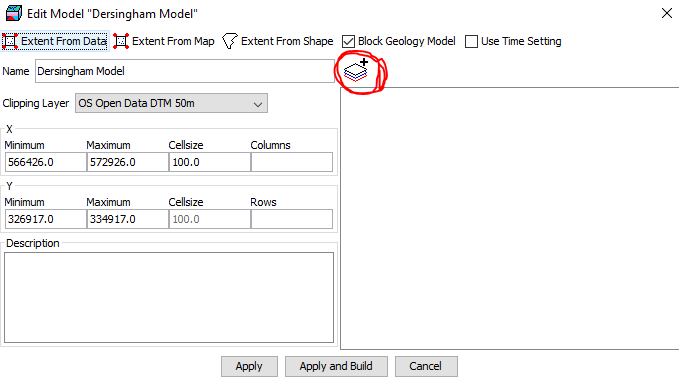 Edit Model "Dersingham Model"
Extent From Data Extent From Map Extent From Shape Block Geology Model Use Time Setting
Name Dersingham Model
Clipping Layer OS Open Data DTM 50m
X
Minimum Maximum Cellsize Columns
566426.0 572926.0 100.0
Y
Minimum Maximum Cellsize Rows
326917.0 334917.0 100.0
Description
Apply Apply and Build Cancel